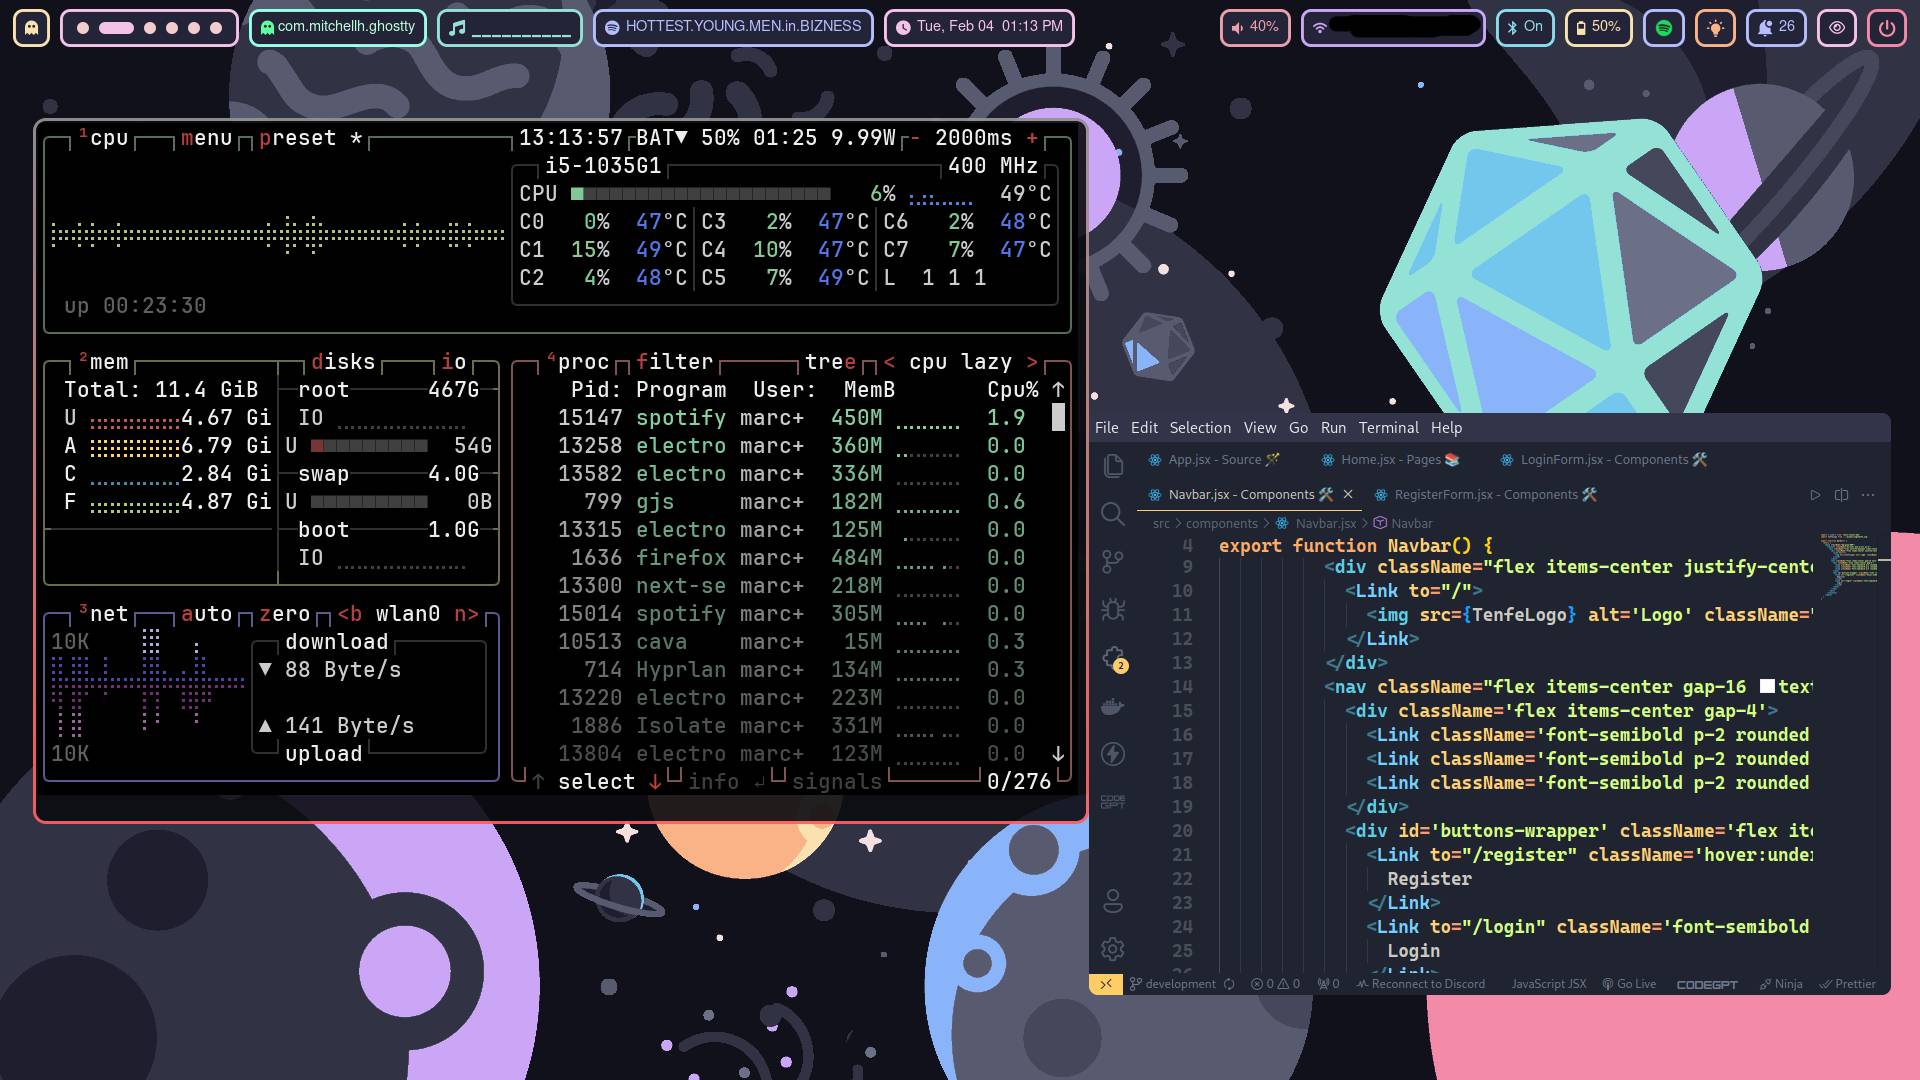 com.mitchellh.ghostty
HOTTEST.YOUNG.MEN.in.BIZNESS
Tue, Feb 04 01:13 PM
40%
On
50%
26
1cpu menu preset * 13:13:57 BAT▼ 50% 01:25 9.99W - 2000ms +
i5-1035G1 400 MHz
CPU 6% 49°C
C0 0% 47°C C3 2% 47°C C6 2% 48°C
C1 15% 49°C C4 10% 47°C C7 7% 47°C
C2 4% 48°C C5 7% 49°C L 1 1 1
up 00:23:30
2mem disks io
Total: 11.4 GiB root 467G
U 4.67 Gi IO
A 6.79 Gi U 54G
C 2.84 Gi swap 4.0G
F 4.87 Gi U 0B
boot 1.0G
IO
3net auto zero <b wlan0 n>
10K download
▼ 88 Byte/s
▲ 141 Byte/s
10K upload
4proc filter tree < cpu lazy >
Pid: Program User: MemB Cpu% ↑
15147 spotify marc+ 450M 1.9
13258 electro marc+ 360M 0.0
13582 electro marc+ 336M 0.0
799 gjs marc+ 182M 0.6
13315 electro marc+ 125M 0.0
1636 firefox marc+ 484M 0.0
13300 next-se marc+ 218M 0.0
15014 spotify marc+ 305M 0.0
10513 cava marc+ 15M 0.3
714 Hyprlan marc+ 134M 0.3
13220 electro marc+ 223M 0.0
1886 Isolate marc+ 331M 0.0
13804 electro marc+ 123M 0.0 ↓
↑ select ↓ info ↲ signals 0/276
File Edit Selection View Go Run Terminal Help
App.jsx - Source 🪄 Home.jsx - Pages 📚 LoginForm.jsx - Components 🛠️
Navbar.jsx - Components 🛠️ × RegisterForm.jsx - Components 🛠️
src > components > Navbar.jsx > Navbar
4 export function Navbar() {
9 <div className="flex items-center justify-cente
10 <Link to="/">
11 <img src={TenfeLogo} alt='Logo' className='
12 </Link>
13 </div>
14 <nav className="flex items-center gap-16 text
15 <div className='flex items-center gap-4'>
16 <Link className='font-semibold p-2 rounded
17 <Link className='font-semibold p-2 rounded
18 <Link className='font-semibold p-2 rounded
19 </div>
20 <div id='buttons-wrapper' className='flex ite
21 <Link to="/register" className='hover:under
22 Register
23 </Link>
24 <Link to="/login" className='font-semibold
25 Login
26 </Link>
2
CODE
GPT
development 0 0 0 Reconnect to Discord JavaScript JSX Go Live CODEGPT Ninja Prettier